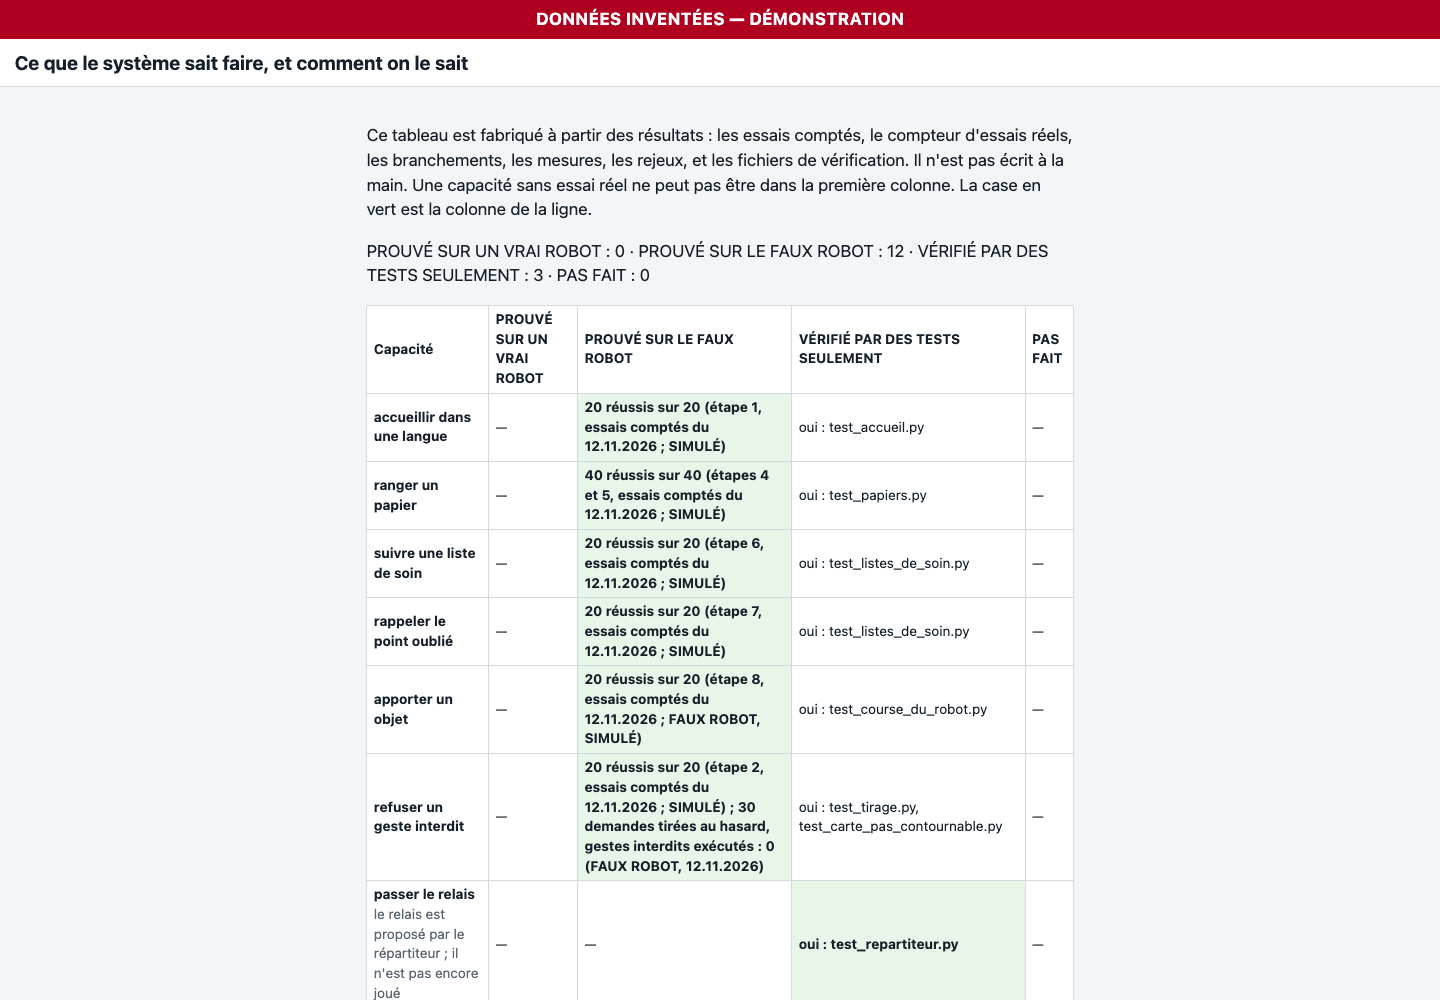 DONNÉES INVENTÉES — DÉMONSTRATION
Ce que le système sait faire, et comment on le sait
Ce tableau est fabriqué à partir des résultats : les essais comptés, le compteur d'essais réels,
les branchements, les mesures, les rejeux, et les fichiers de vérification. Il n'est pas écrit à la
main. Une capacité sans essai réel ne peut pas être dans la première colonne. La case en
vert est la colonne de la ligne.
PROUVÉ SUR UN VRAI ROBOT : 0 · PROUVÉ SUR LE FAUX ROBOT : 12 · VÉRIFIÉ PAR DES
TESTS SEULEMENT : 3 · PAS FAIT : 0
Capacité
PROUVÉ
SUR UN
VRAI
ROBOT
PROUVÉ SUR LE FAUX
ROBOT
VÉRIFIÉ PAR DES TESTS
SEULEMENT
PAS
FAIT
accueillir dans
une langue
—
20 réussis sur 20 (étape 1,
essais comptés du
12.11.2026 ; SIMULÉ)
oui : test_accueil.py
—
ranger un
papier
—
40 réussis sur 40 (étapes 4
et 5, essais comptés du
12.11.2026 ; SIMULÉ)
oui : test_papiers.py
—
suivre une liste
de soin
—
20 réussis sur 20 (étape 6,
essais comptés du
12.11.2026 ; SIMULÉ)
oui : test_listes_de_soin.py
—
rappeler le
point oublié
—
20 réussis sur 20 (étape 7,
essais comptés du
12.11.2026 ; SIMULÉ)
oui : test_listes_de_soin.py
—
apporter un
objet
—
20 réussis sur 20 (étape 8,
essais comptés du
12.11.2026 ; FAUX ROBOT,
SIMULÉ)
oui : test_course_du_robot.py
—
refuser un
geste interdit
—
20 réussis sur 20 (étape 2,
essais comptés du
12.11.2026 ; SIMULÉ) ; 30
demandes tirées au hasard,
gestes interdits exécutés : 0
(FAUX ROBOT, 12.11.2026)
oui : test_tirage.py,
test_carte_pas_contournable.py
—
passer le relais
le relais est
proposé par le
répartiteur ; il
n'est pas encore
joué
—
—
oui : test_repartiteur.py
—